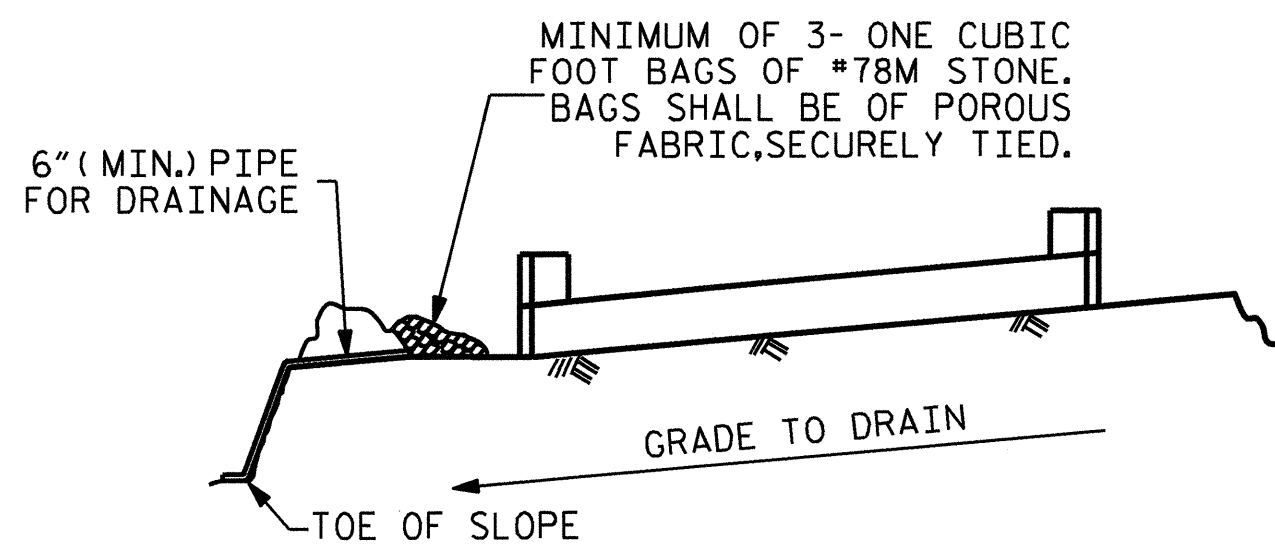 MINIMUM OF 3- ONE CUBIC
FOOT BAGS OF #78M STONE.
BAGS SHALL BE OF POROUS
FABRIC,SECURELY TIED.
6"(MIN.) PIPE
FOR DRAINAGE
GRADE TO DRAIN
TOE OF SLOPE